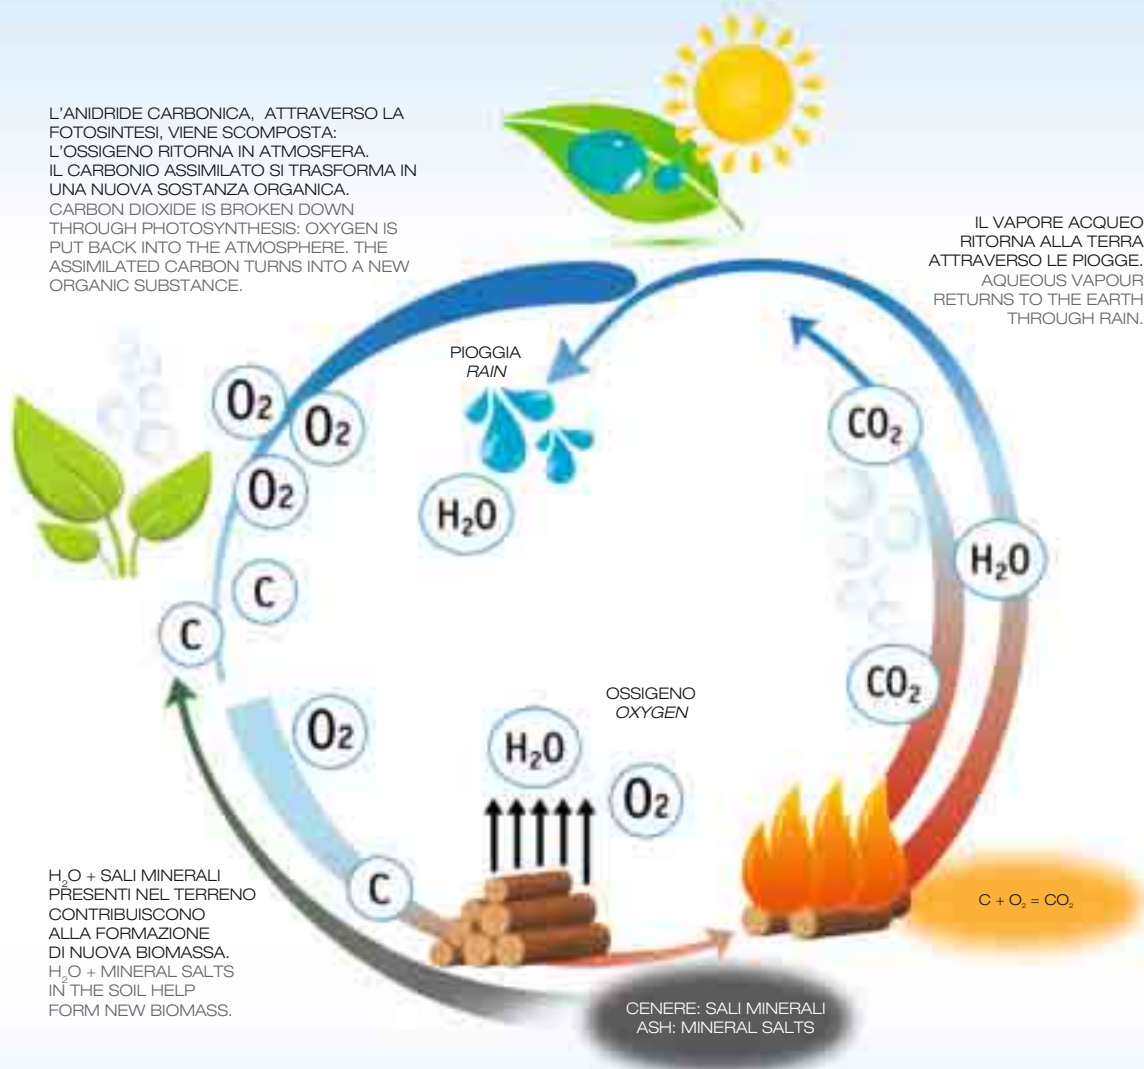 L'ANIDRIDE CARBONICA, ATTRAVERSO LA
FOTOSINTESI, VIENE SCOMPOSTA:
L'OSSIGENO RITORNA IN ATMOSFERA.
IL CARBONIO ASSIMILATO SI TRASFORMA IN
UNA NUOVA SOSTANZA ORGANICA.
CARBON DIOXIDE IS BROKEN DOWN
THROUGH PHOTOSYNTHESIS: OXYGEN IS
PUT BACK INTO THE ATMOSPHERE. THE
ASSIMILATED CARBON TURNS INTO A NEW
ORGANIC SUBSTANCE.
IL VAPORE ACQUEO
RITORNA ALLA TERRA
ATTRAVERSO LE PIOGGE.
AQUEOUS VAPOUR
RETURNS TO THE EARTH
THROUGH RAIN.
PIOGGIA
RAIN
O₂
O₂
O₂
H₂O
CO₂
H₂O
C
C
CO₂
O₂
OSSIGENO
OXYGEN
H₂O
O₂
C
H₂O + SALI MINERALI
PRESENTI NEL TERRENO
CONTRIBUISCONO
ALLA FORMAZIONE
DI NUOVA BIOMASSA.
H₂O + MINERAL SALTS
IN THE SOIL HELP
FORM NEW BIOMASS.
C + O₂ = CO₂
CENERE: SALI MINERALI
ASH: MINERAL SALTS